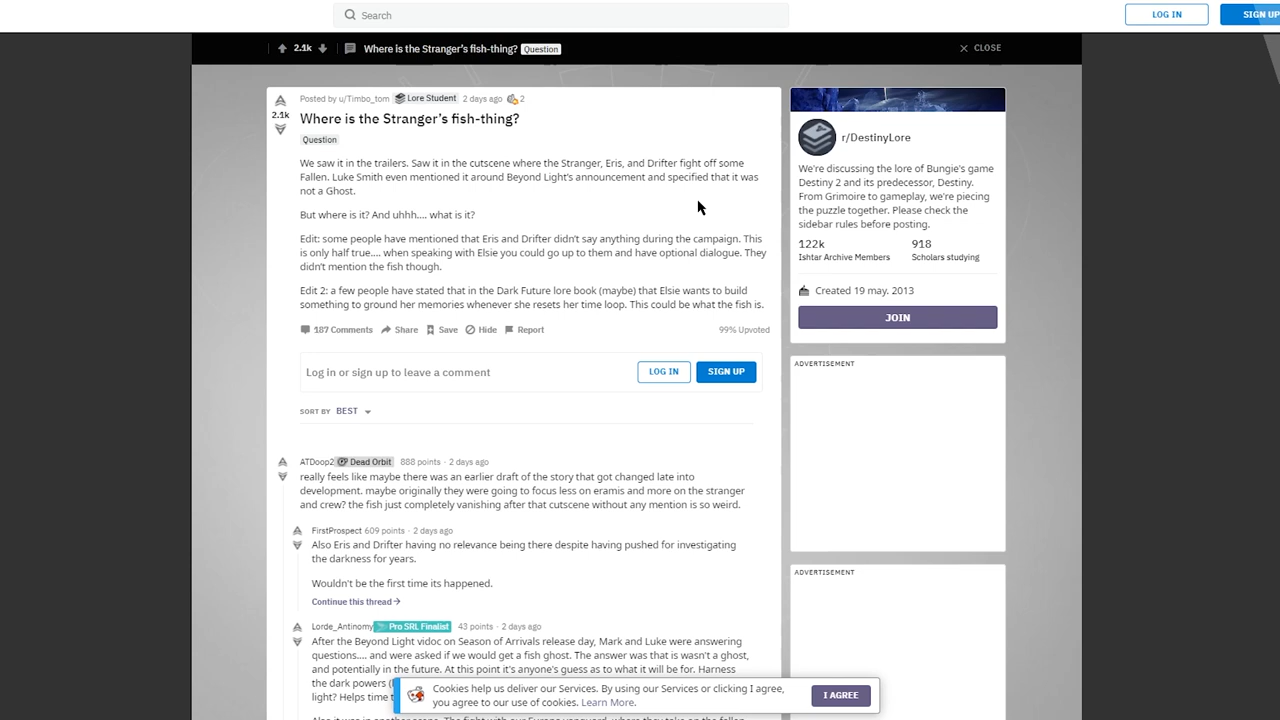 Search
LOG IN
SIGN UP
2.1k
Where is the Stranger's fish-thing? Question
CLOSE
Posted by u/Timbo_tom Lore Student 2 days ago 2
2.1k
Where is the Stranger's fish-thing?
Question
We saw it in the trailers. Saw it in the cutscene where the Stranger, Eris, and Drifter fight off some
Fallen. Luke Smith even mentioned it around Beyond Light's announcement and specified that it was
not a Ghost.
But where is it? And uhhh.... what is it?
Edit: some people have mentioned that Eris and Drifter didn't say anything during the campaign. This
is only half true.... when speaking with Elsie you could go up to them and have optional dialogue. They
didn't mention the fish though.
Edit 2: a few people have stated that in the Dark Future lore book (maybe) that Elsie wants to build
something to ground her memories whenever she resets her time loop. This could be what the fish is.
187 Comments Share Save Hide Report 99% Upvoted
Log in or sign up to leave a comment LOG IN SIGN UP
SORT BY BEST
ATDoop2 Dead Orbit 888 points · 2 days ago
really feels like maybe there was an earlier draft of the story that got changed late into
development. maybe originally they were going to focus less on eramis and more on the stranger
and crew? the fish just completely vanishing after that cutscene without any mention is so weird.
FirstProspect 609 points · 2 days ago
Also Eris and Drifter having no relevance being there despite having pushed for investigating
the darkness for years.
Wouldn't be the first time its happened.
Continue this thread
Lorde_Antinomy Pro SRL Finalist 43 points · 2 days ago
After the Beyond Light vidoc on Season of Arrivals release day, Mark and Luke were answering
questions.... and were asked if we would get a fish ghost. The answer was that is wasn't a ghost,
and potentially in the future. At this point it's anyone's guess as to what it will be for. Harness
the dark powers
light? Helps time
r/DestinyLore
We're discussing the lore of Bungie's game
Destiny 2 and its predecessor, Destiny.
From Grimoire to gameplay, we're piecing
the puzzle together. Please check the
sidebar rules before posting.
122k 918
Ishtar Archive Members Scholars studying
Created 19 may. 2013
JOIN
ADVERTISEMENT
ADVERTISEMENT
Cookies help us deliver our Services. By using our Services or clicking I agree,
you agree to our use of cookies. Learn More.
I AGREE